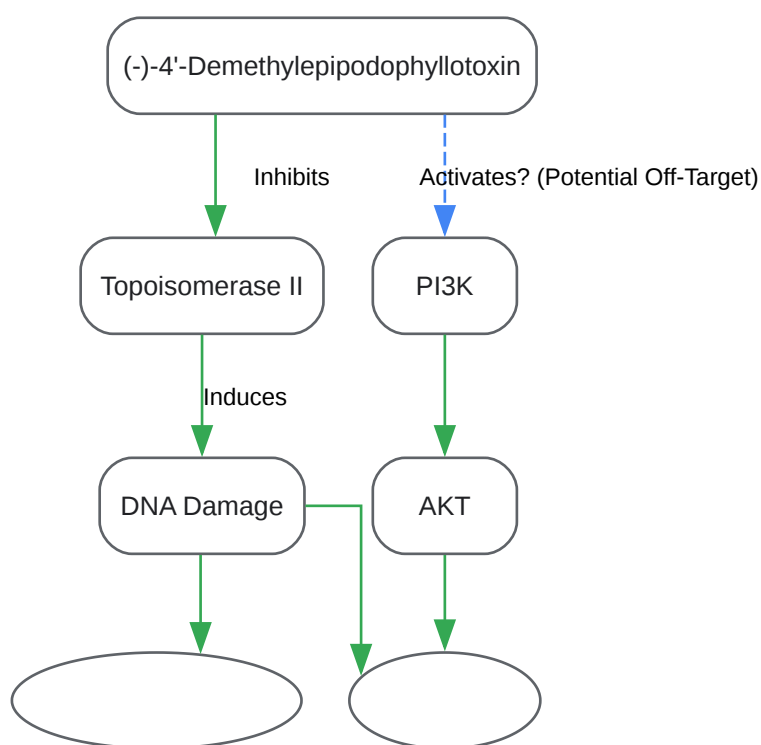 (-)-4'-Demethylepipodophyllotoxin
Inhibits
Activates? (Potential Off-Target)
Topoisomerase II
PI3K
Induces
DNA Damage
AKT